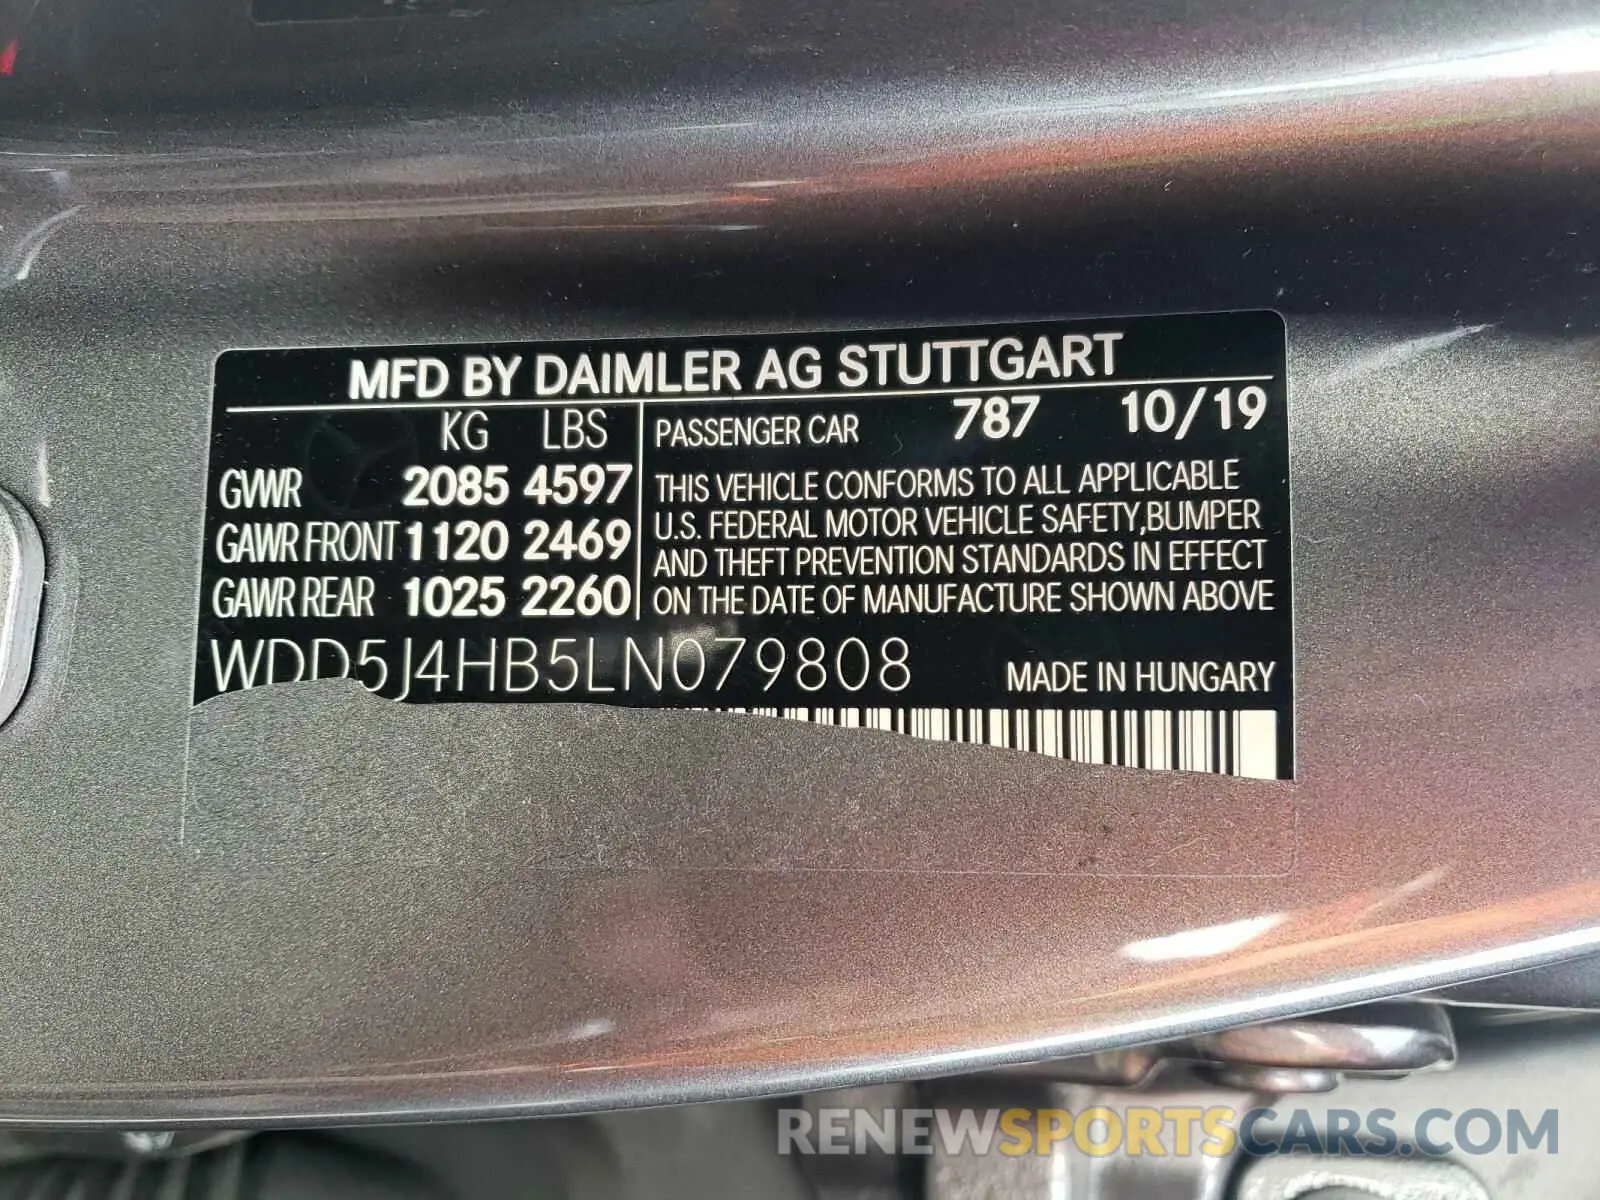 MFD BY DAIMLER AG STUTTGART
KG LBS
GVWR 2085 4597
GAWR FRONT 1120 2469
GAWR REAR 1025 2260
PASSENGER CAR 787 10/19
THIS VEHICLE CONFORMS TO ALL APPLICABLE
U.S. FEDERAL MOTOR VEHICLE SAFETY,BUMPER
AND THEFT PREVENTION STANDARDS IN EFFECT
ON THE DATE OF MANUFACTURE SHOWN ABOVE
WDD5J4HB5LN079808
MADE IN HUNGARY
RENEWSPORTSCARS.COM